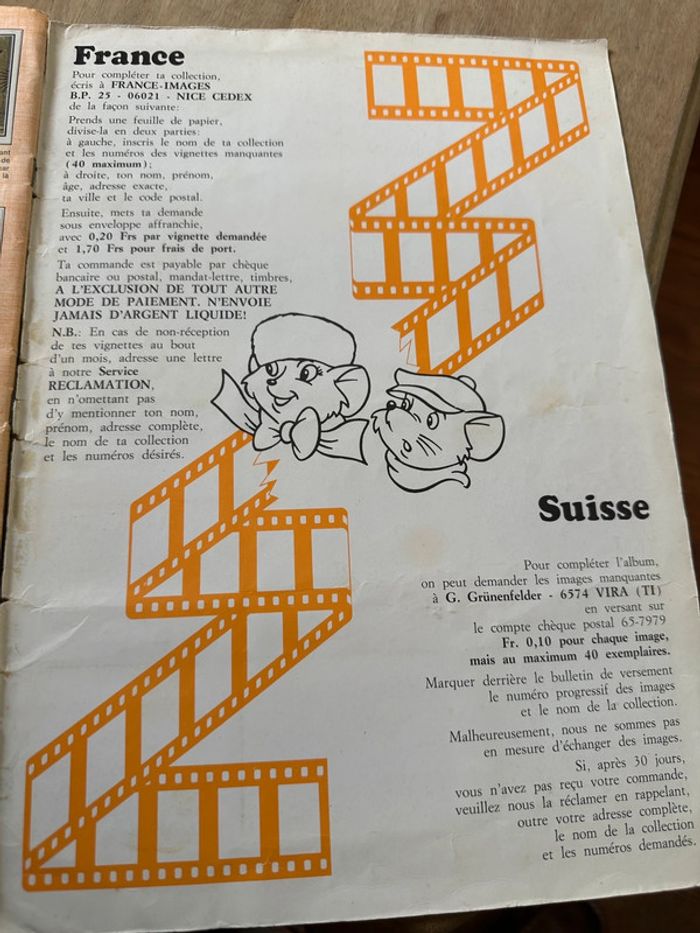 France
Pour compléter ta collection,
écris à FRANCE-IMAGES
B.P. 25 - 06021 - NICE CEDEX
de la façon suivante:
Prends une feuille de papier,
divise-la en deux parties:
à gauche, inscris le nom de ta collection
et les numéros des vignettes manquantes
(40 maximum);
à droite, ton nom, prénom,
âge, adresse exacte,
ta ville et le code postal.
Ensuite, mets ta demande
sous enveloppe affranchie,
avec 0,20 Frs par vignette demandée
et 1,70 Frs pour frais de port.
Ta commande est payable par chèque
bancaire ou postal, mandat-lettre, timbres,
A L'EXCLUSION DE TOUT AUTRE
MODE DE PAIEMENT. N'ENVOIE
JAMAIS D'ARGENT LIQUIDE!
N.B.: En cas de non-réception
de tes vignettes au bout
d'un mois, adresse une lettre
à notre Service
RECLAMATION,
en n'omettant pas
d'y mentionner ton nom,
prénom, adresse complète,
le nom de ta collection
et les numéros désirés.
Suisse
Pour compléter l'album,
on peut demander les images manquantes
à G. Grünenfelder - 6574 VIRA (TI)
en versant sur
le compte chèque postal 65-7979
Fr. 0,10 pour chaque image,
mais au maximum 40 exemplaires.
Marquer derrière le bulletin de versement
le numéro progressif des images
et le nom de la collection.
Malheureusement, nous ne sommes pas
en mesure d'échanger des images.
Si, après 30 jours,
vous n'avez pas reçu votre commande,
veuillez nous la réclamer en rappelant,
outre votre adresse complète,
le nom de la collection
et les numéros demandés.